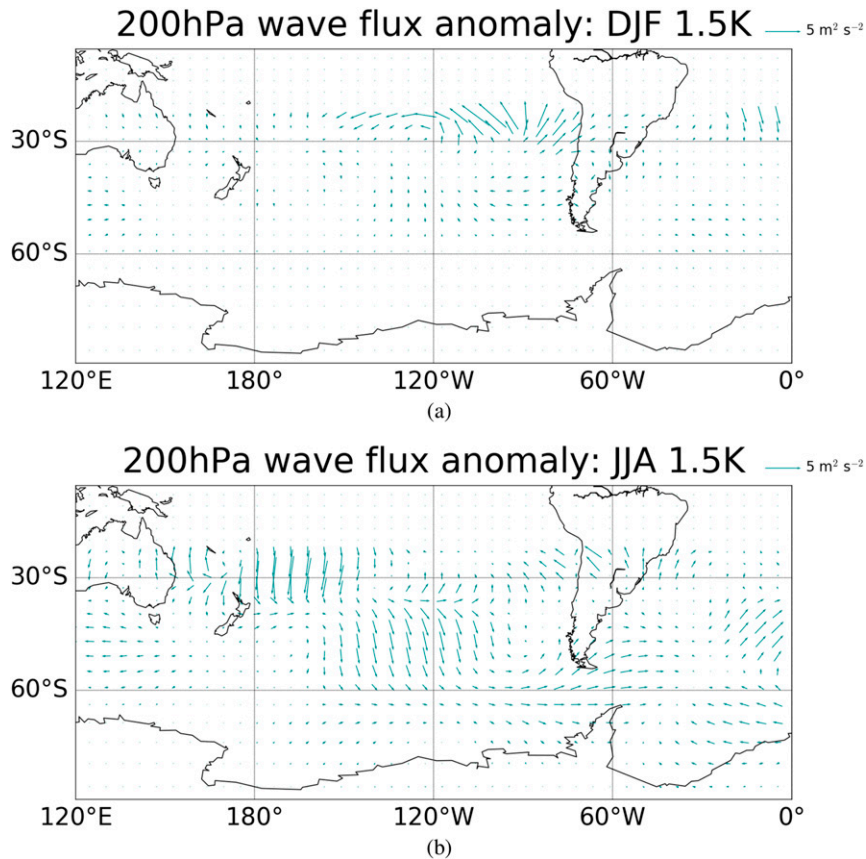 200hPa wave flux anomaly: DJF 1.5K
5 m² s⁻²
30°S
60°S
120°E 180° 120°W 60°W 0°
(a)
200hPa wave flux anomaly: JJA 1.5K
5 m² s⁻²
30°S
60°S
120°E 180° 120°W 60°W 0°
(b)